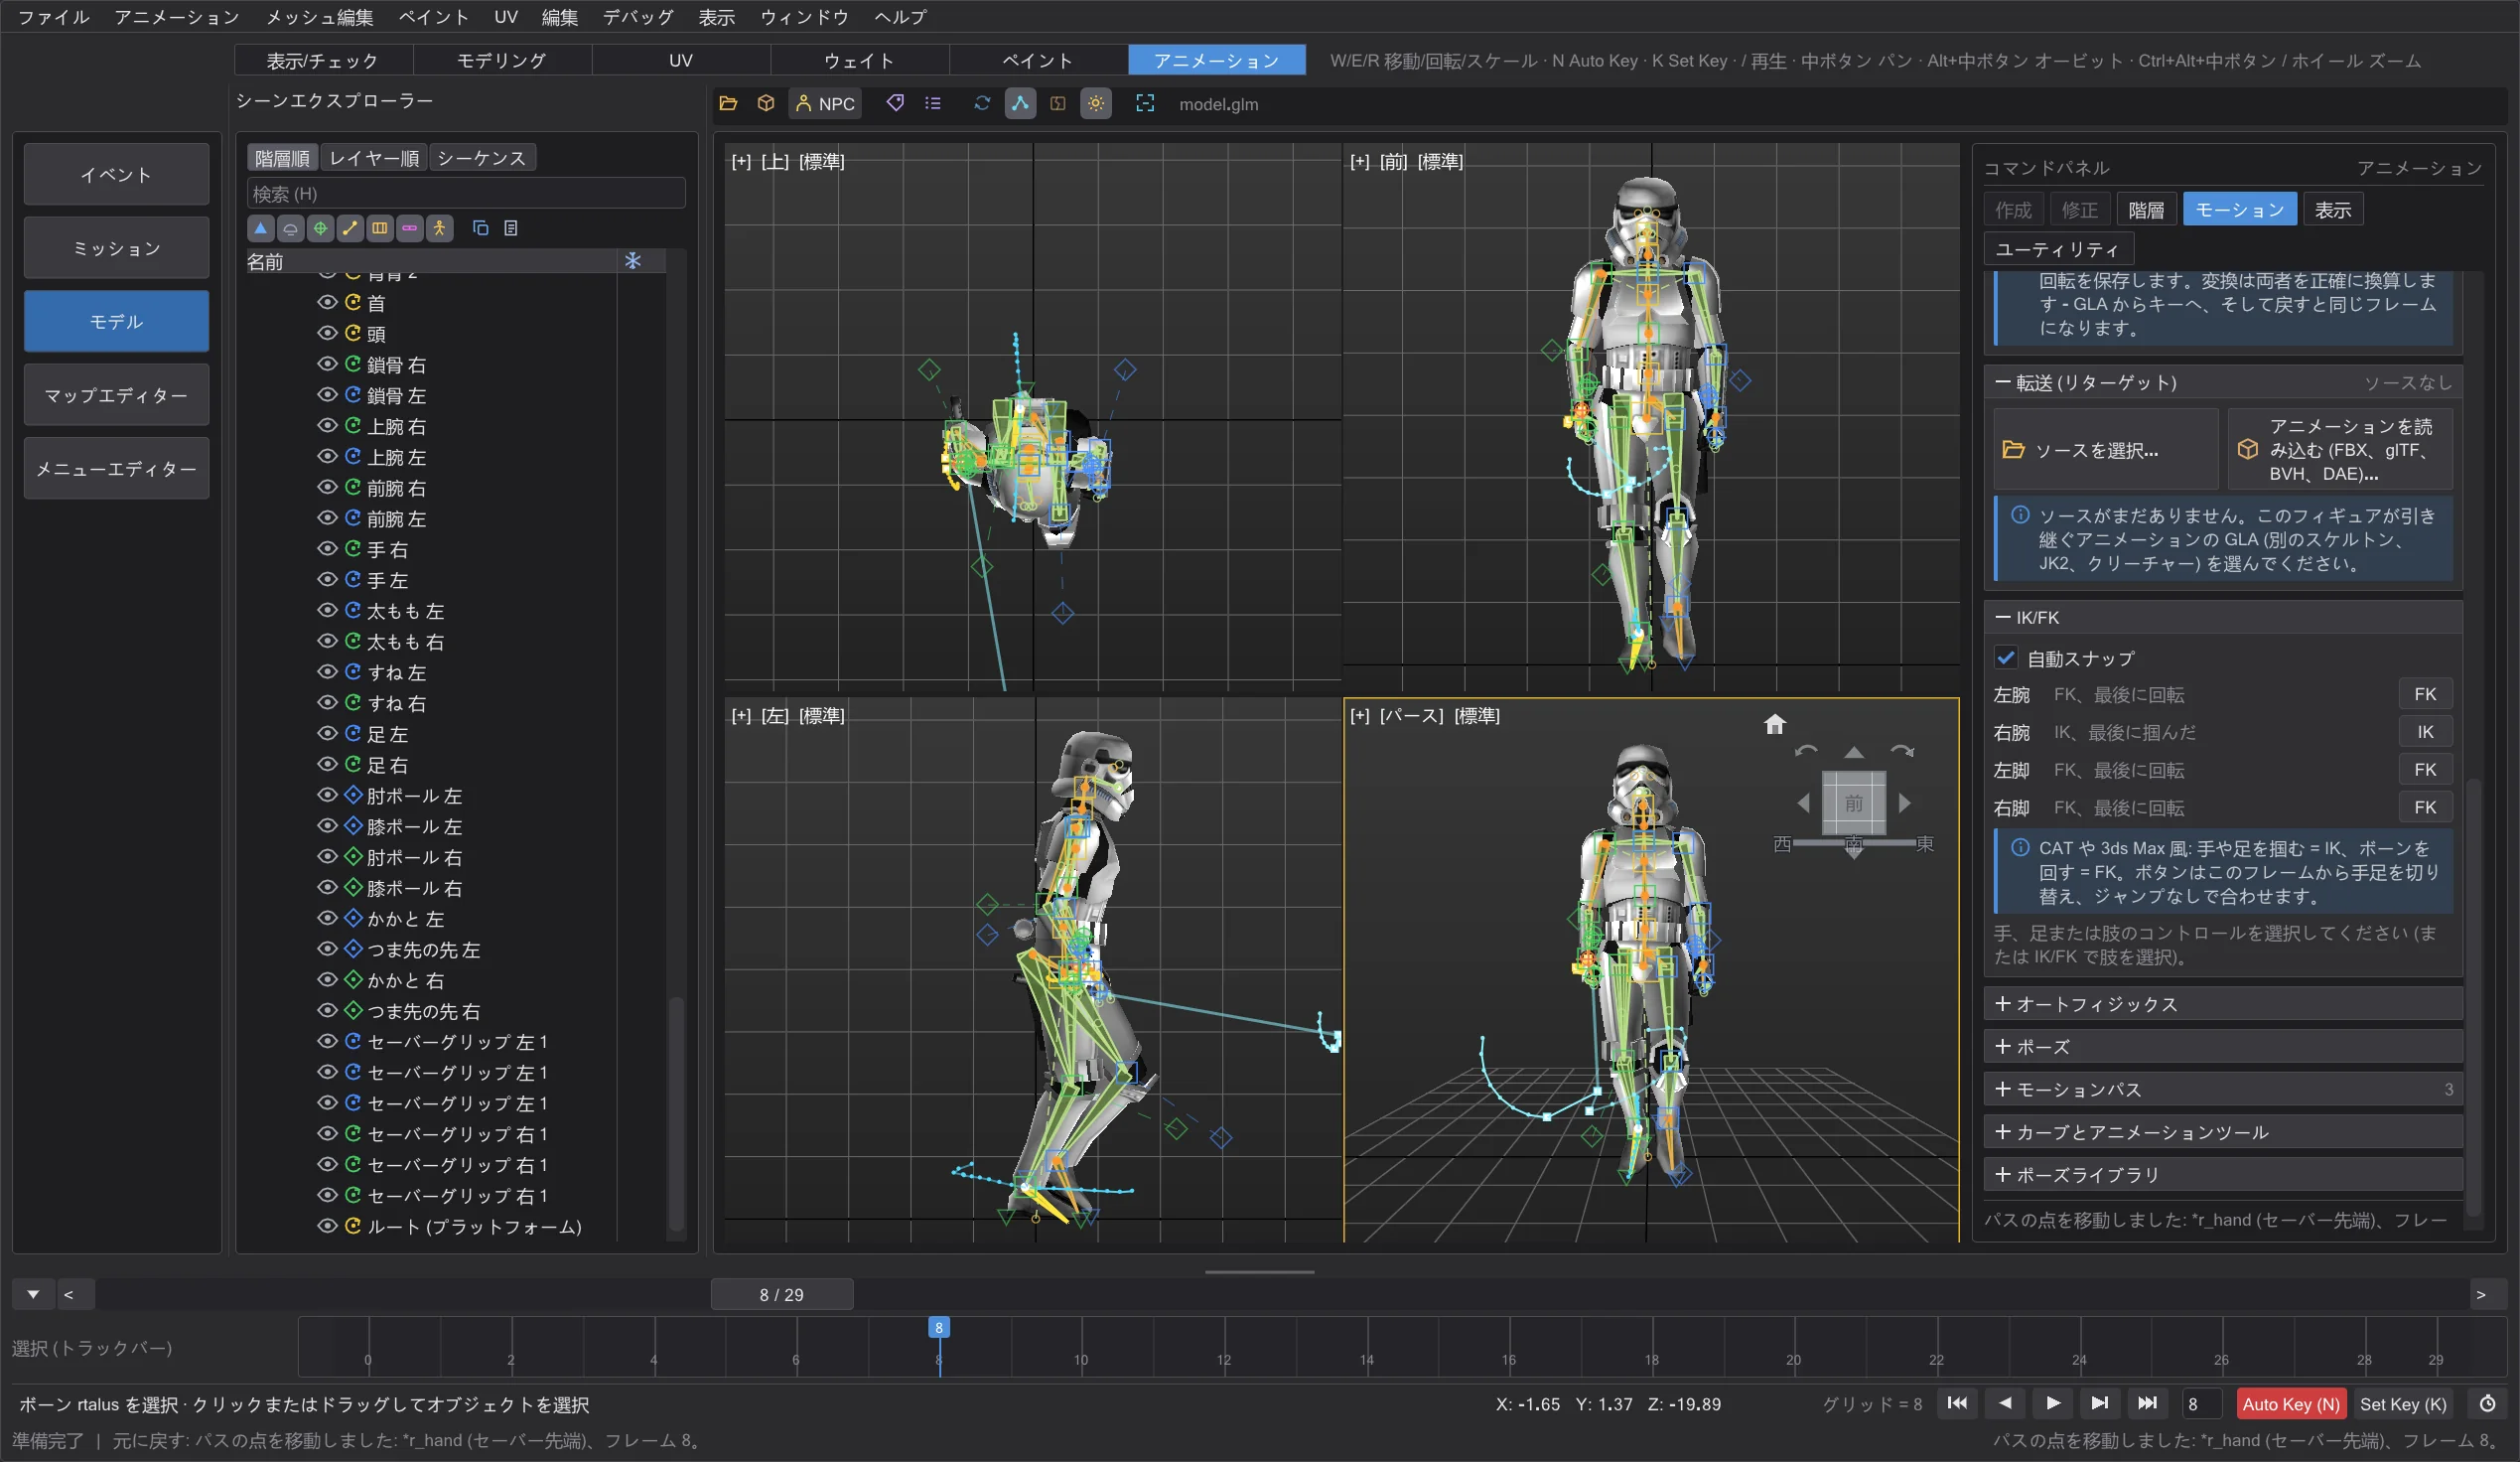 ファイル アニメーション メッシュ編集 ペイント UV 編集 デバッグ 表示 ウィンドウ ヘルプ
表示/チェック モデリング UV ウェイト ペイント アニメーション W/E/R 移動/回転/スケール · N Auto Key · K Set Key · / 再生 · 中ボタン パン · Alt+中ボタン オービット · Ctrl+Alt+中ボタン / ホイール ズーム
シーンエクスプローラー
NPC model.glm
イベント
ミッション
モデル
マップエディター
メニューエディター
階層順 レイヤー順 シーケンス
検索 (H)
名前
首
頭
鎖骨 右
鎖骨 左
上腕 右
上腕 左
前腕 右
前腕 左
手 右
手 左
太もも 左
太もも 右
すね 左
すね 右
足 左
足 右
肘ポール 左
膝ポール 左
肘ポール 右
膝ポール 右
かかと 左
つま先の先 左
かかと 右
つま先の先 右
セーバーグリップ 左 1
セーバーグリップ 左 1
セーバーグリップ 左 1
セーバーグリップ 右 1
セーバーグリップ 右 1
セーバーグリップ 右 1
ルート (プラットフォーム)
[+] [上] [標準]
[+] [前] [標準]
[+] [左] [標準]
[+] [パース] [標準]
前
西 南 東
コマンドパネル アニメーション
作成 修正 階層 モーション 表示
ユーティリティ
回転を保存します。変換は両者を正確に換算しま
す - GLA からキーへ、そして戻すと同じフレーム
になります。
転送 (リターゲット) ソースなし
ソースを選択...
アニメーションを読
み込む (FBX、glTF、
BVH、DAE)...
ソースがまだありません。このフィギュアが引き
継ぐアニメーションの GLA (別のスケルトン、
JK2、クリーチャー) を選んでください。
IK/FK
自動スナップ
左腕 FK、最後に回転 FK
右腕 IK、最後に掴んだ IK
左脚 FK、最後に回転 FK
右脚 FK、最後に回転 FK
CAT や 3ds Max 風: 手や足を掴む = IK、ボーンを
回す = FK。ボタンはこのフレームから手足を切り
替え、ジャンプなしで合わせます。
手、足または肢のコントロールを選択してください (ま
たは IK/FK で肢を選択)。
オートフィジックス
ポーズ
モーションパス 3
カーブとアニメーションツール
ポーズライブラリ
パスの点を移動しました: *r_hand (セーバー先端)、フレー
< 8 / 29 >
選択 (トラックバー)
8
0 2 4 6 8 10 12 14 16 18 20 22 24 26 28 29
ボーン rtalus を選択 · クリックまたはドラッグしてオブジェクトを選択 X: -1.65 Y: 1.37 Z: -19.89 グリッド = 8 8 Auto Key (N) Set Key (K)
準備完了 | 元に戻す: パスの点を移動しました: *r_hand (セーバー先端)、フレーム 8。 パスの点を移動しました: *r_hand (セーバー先端)、フレーム 8。